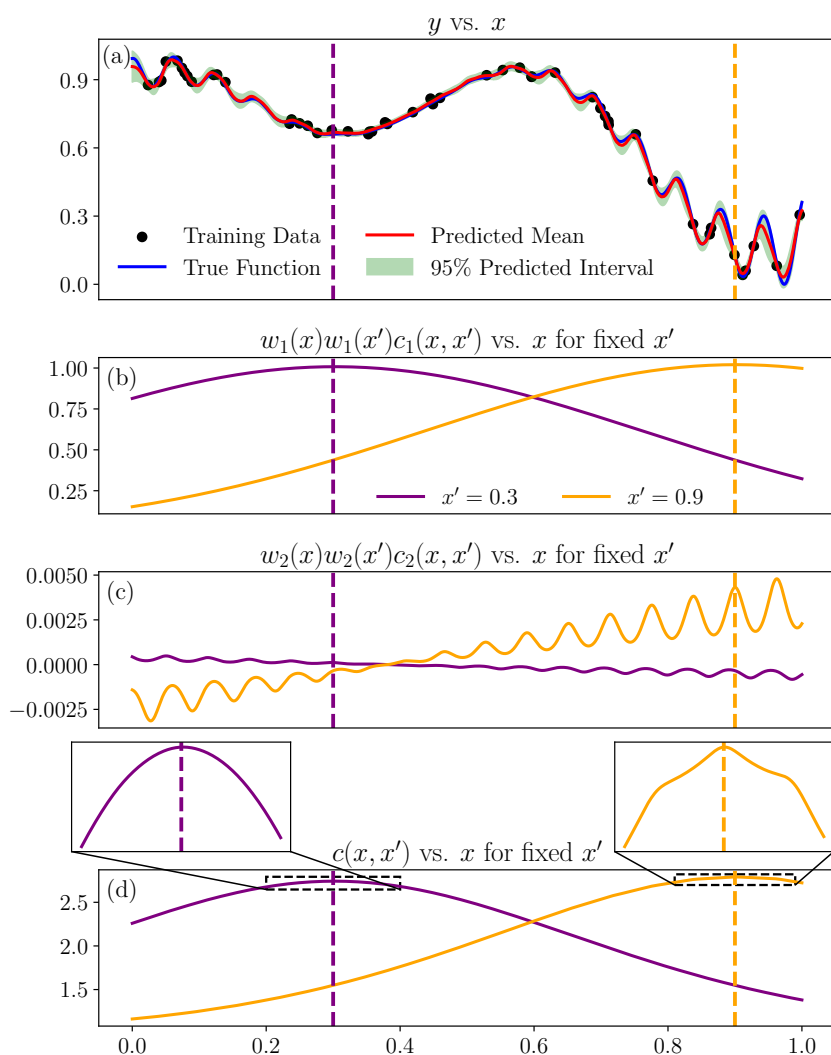 y vs. x
(a)
0.9
0.6
0.3
0.0
Training Data
Predicted Mean
True Function
95% Predicted Interval
w₁(x)w₁(x′)c₁(x, x′) vs. x for fixed x′
(b)
1.00
0.75
0.50
0.25
x′ = 0.3
x′ = 0.9
w₂(x)w₂(x′)c₂(x, x′) vs. x for fixed x′
(c)
0.0050
0.0025
0.0000
−0.0025
c(x, x′) vs. x for fixed x′
(d)
2.5
2.0
1.5
0.0 0.2 0.4 0.6 0.8 1.0